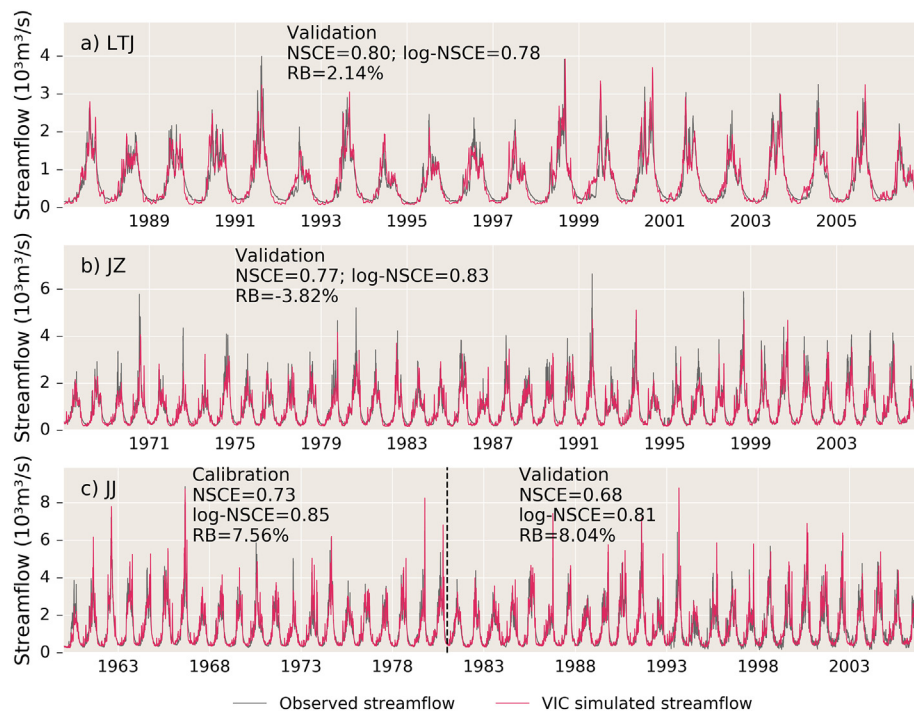 a) LTJ
Validation
NSCE=0.80; log-NSCE=0.78
RB=2.14%
Streamflow (10³m³/s)
4
3
2
1
0
1989 1991 1993 1995 1997 1999 2001 2003 2005
b) JZ
Validation
NSCE=0.77; log-NSCE=0.83
RB=-3.82%
Streamflow (10³m³/s)
6
4
2
0
1971 1975 1979 1983 1987 1991 1995 1999 2003
c) JJ
Calibration
NSCE=0.73
log-NSCE=0.85
RB=7.56%
Validation
NSCE=0.68
log-NSCE=0.81
RB=8.04%
Streamflow (10³m³/s)
8
6
4
2
0
1963 1968 1973 1978 1983 1988 1993 1998 2003
Observed streamflow VIC simulated streamflow